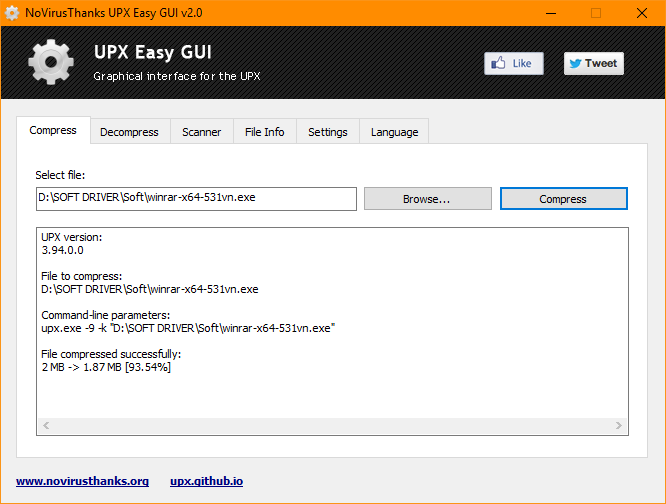 NoVirusThanks UPX Easy GUI v2.0
UPX Easy GUI
Graphical interface for the UPX
Like
Tweet
Compress Decompress Scanner File Info Settings Language
Select file:
D:\SOFT DRIVER\Soft\winrar-x64-531vn.exe Browse... Compress
UPX version:
3.94.0.0
File to compress:
D:\SOFT DRIVER\Soft\winrar-x64-531vn.exe
Command-line parameters:
upx.exe -9 -k "D:\SOFT DRIVER\Soft\winrar-x64-531vn.exe"
File compressed successfully:
2 MB -> 1.87 MB [93.54%]
www.novirusthanks.org upx.github.io